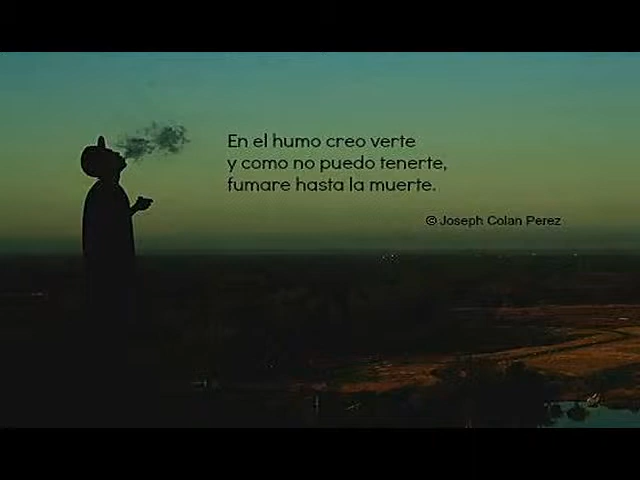 En el humo creo verte
y como no puedo tenerte,
fumare hasta la muerte.
© Joseph Colan Perez